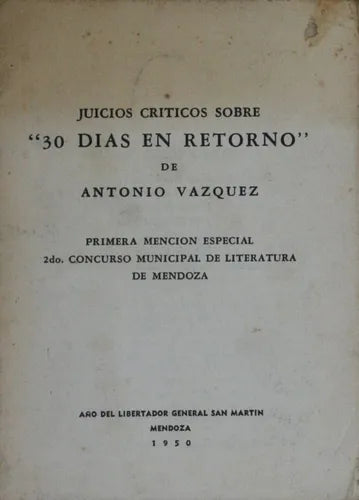 JUICIOS CRITICOS SOBRE
“30 DIAS EN RETORNO”
DE
ANTONIO VAZQUEZ
PRIMERA MENCION ESPECIAL
2do. CONCURSO MUNICIPAL DE LITERATURA
DE MENDOZA
AÑO DEL LIBERTADOR GENERAL SAN MARTIN
MENDOZA
1950